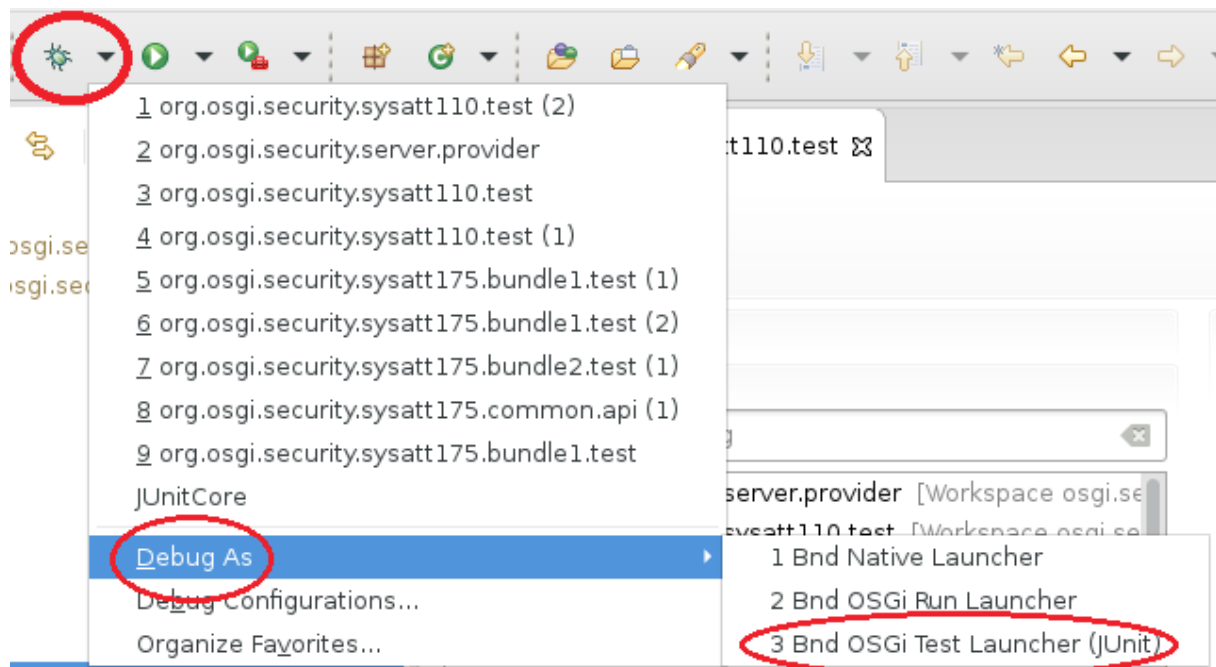 1 org.osgi.security.sysatt110.test (2)
2 org.osgi.security.server.provider
t110.test
3 org.osgi.security.sysatt110.test
osgi.se
4 org.osgi.security.sysatt110.test (1)
sgi.sec
5 org.osgi.security.sysatt175.bundle1.test (1)
6 org.osgi.security.sysatt175.bundle1.test (2)
7 org.osgi.security.sysatt175.bundle2.test (1)
8 org.osgi.security.sysatt175.common.api (1)
9 org.osgi.security.sysatt175.bundle1.test
JUnitCore
server.provider [Workspace osgi.se
sysatt110.test [Workspace osgi.se
Debug As
1 Bnd Native Launcher
Debug Configurations...
2 Bnd OSGi Run Launcher
Organize Favorites...
3 Bnd OSGi Test Launcher (JUnit)